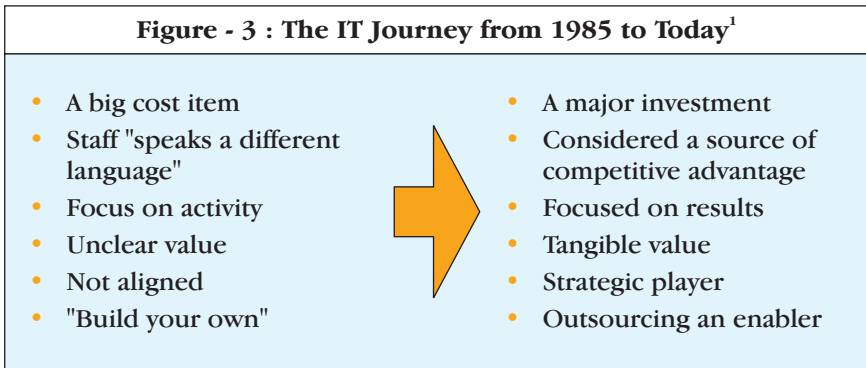 Figure - 3 : The IT Journey from 1985 to Today1
• A big cost item
• Staff "speaks a different
language"
• Focus on activity
• Unclear value
• Not aligned
• "Build your own"
• A major investment
• Considered a source of
competitive advantage
• Focused on results
• Tangible value
• Strategic player
• Outsourcing an enabler